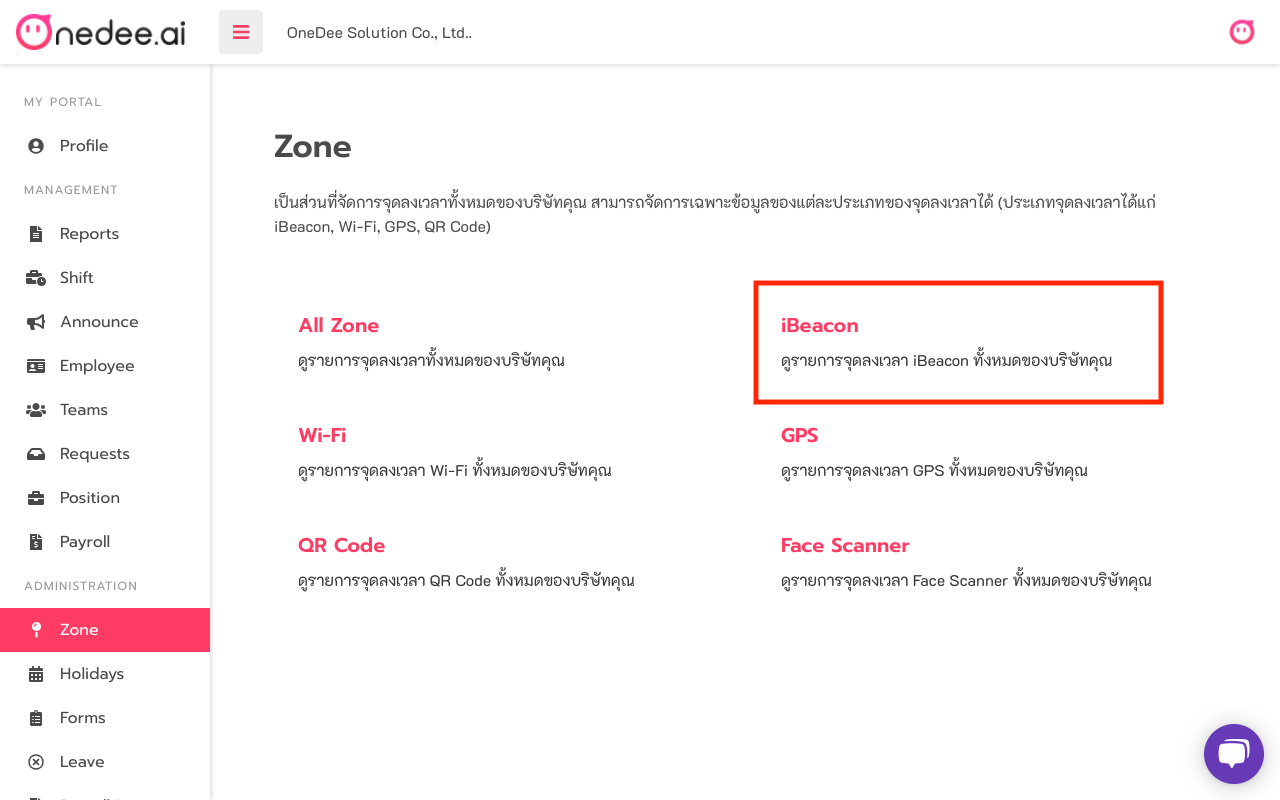 Onedee.ai
OneDee Solution Co., Ltd..
MY PORTAL
Profile
MANAGEMENT
Reports
Shift
Announce
Employee
Teams
Requests
Position
Payroll
ADMINISTRATION
Zone
Holidays
Forms
Leave
Zone
เป็นส่วนที่จัดการจุดลงเวลาทั้งหมดของบริษัทคุณ สามารถจัดการเฉพาะข้อมูลของแต่ละประเภทของจุดลงเวลาได้ (ประเภทจุดลงเวลาได้แก่
iBeacon, Wi-Fi, GPS, QR Code)
All Zone
ดูรายการจุดลงเวลาทั้งหมดของบริษัทคุณ
iBeacon
ดูรายการจุดลงเวลา iBeacon ทั้งหมดของบริษัทคุณ
Wi-Fi
ดูรายการจุดลงเวลา Wi-Fi ทั้งหมดของบริษัทคุณ
GPS
ดูรายการจุดลงเวลา GPS ทั้งหมดของบริษัทคุณ
QR Code
ดูรายการจุดลงเวลา QR Code ทั้งหมดของบริษัทคุณ
Face Scanner
ดูรายการจุดลงเวลา Face Scanner ทั้งหมดของบริษัทคุณ